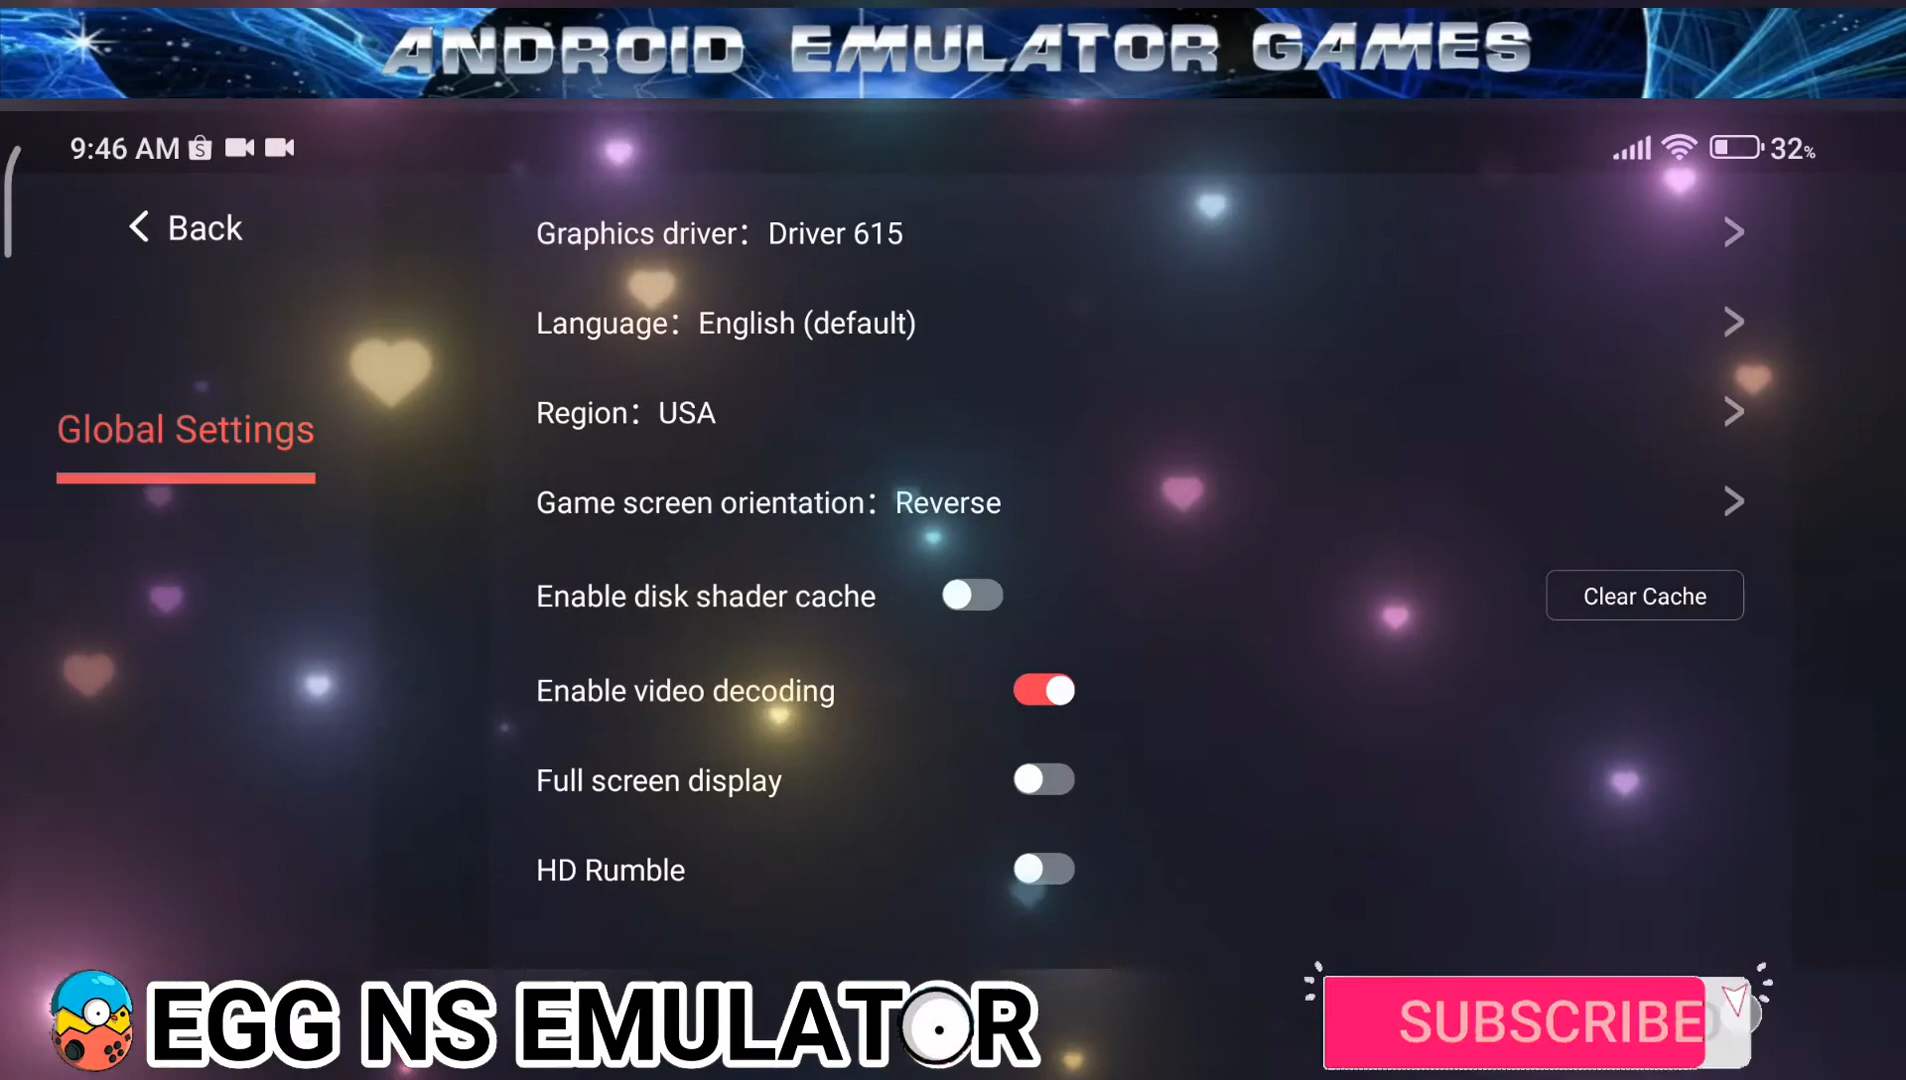 ANDROID EMULATOR GAMES
9:46 AM
32%
Back
Global Settings
Graphics driver: Driver 615
Language: English (default)
Region: USA
Game screen orientation: Reverse
Enable disk shader cache
Clear Cache
Enable video decoding
Full screen display
HD Rumble
EGG NS EMULATOR
SUBSCRIBE